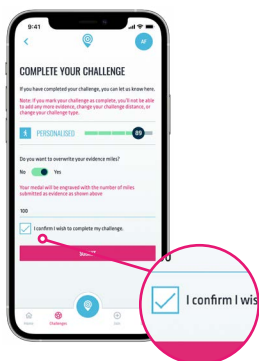 9:41
AF
COMPLETE YOUR CHALLENGE
If you have completed your challenge, you can let us know here.
Note: If you mark your challenge as complete, you'll not be able
to add any more evidence, change your challenge distance, or
change your challenge type.
PERSONALISED
89
Do you want to overwrite your evidence miles?
No Yes
Your medal will be engraved with the number of miles
submitted as evidence as shown above
100
I confirm I wish to complete my challenge.
SUBMIT
I confirm I wis
Home
Challenges